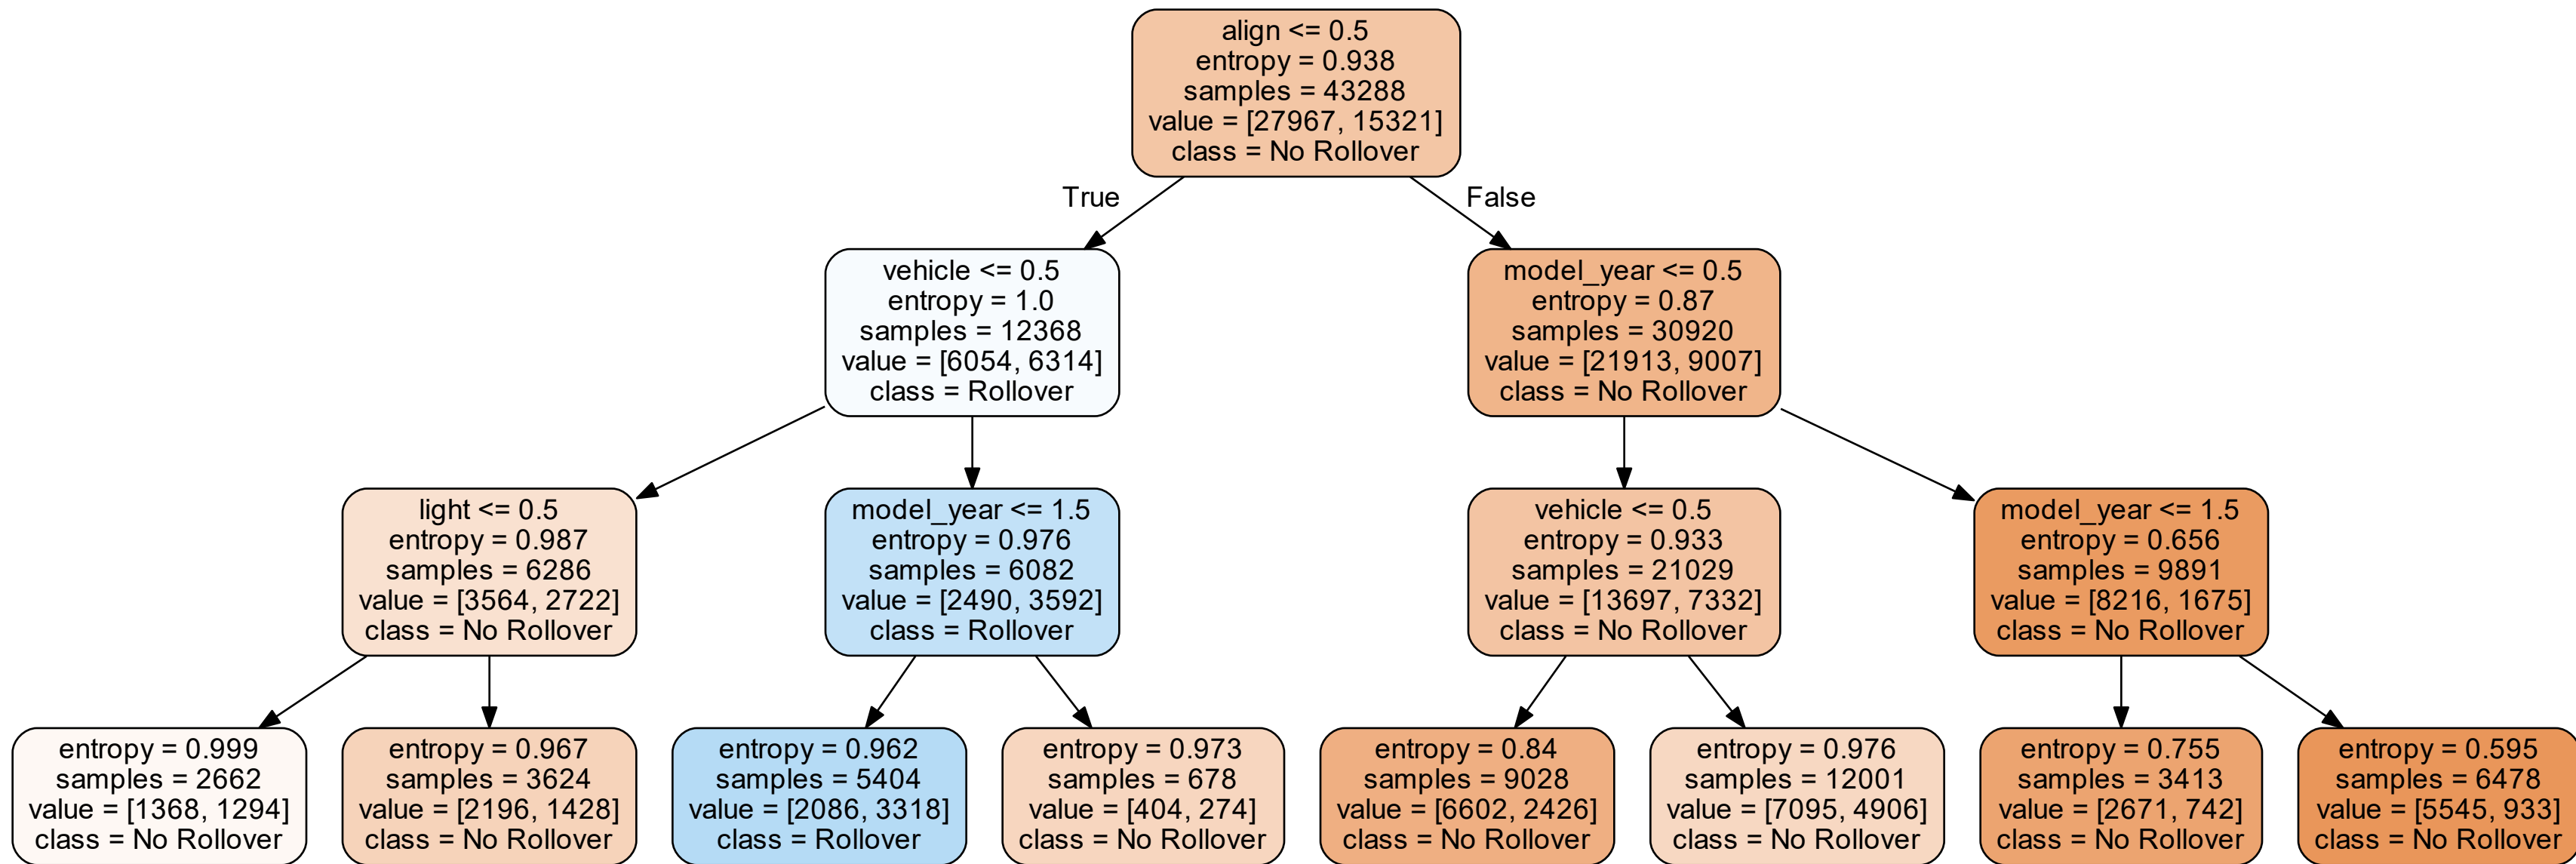 align <= 0.5
entropy = 0.938
samples = 43288
value = [27967, 15321]
class = No Rollover
True
False
vehicle <= 0.5
entropy = 1.0
samples = 12368
value = [6054, 6314]
class = Rollover
model_year <= 0.5
entropy = 0.87
samples = 30920
value = [21913, 9007]
class = No Rollover
light <= 0.5
entropy = 0.987
samples = 6286
value = [3564, 2722]
class = No Rollover
model_year <= 1.5
entropy = 0.976
samples = 6082
value = [2490, 3592]
class = Rollover
vehicle <= 0.5
entropy = 0.933
samples = 21029
value = [13697, 7332]
class = No Rollover
model_year <= 1.5
entropy = 0.656
samples = 9891
value = [8216, 1675]
class = No Rollover
entropy = 0.999
samples = 2662
value = [1368, 1294]
class = No Rollover
entropy = 0.967
samples = 3624
value = [2196, 1428]
class = No Rollover
entropy = 0.962
samples = 5404
value = [2086, 3318]
class = Rollover
entropy = 0.973
samples = 678
value = [404, 274]
class = No Rollover
entropy = 0.84
samples = 9028
value = [6602, 2426]
class = No Rollover
entropy = 0.976
samples = 12001
value = [7095, 4906]
class = No Rollover
entropy = 0.755
samples = 3413
value = [2671, 742]
class = No Rollover
entropy = 0.595
samples = 6478
value = [5545, 933]
class = No Rollover